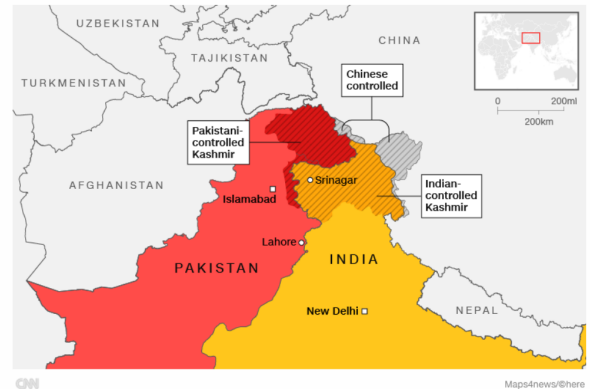 UZBEKISTAN
TAJIKISTAN
CHINA
TURKMENISTAN
Chinese
controlled
0 200ml
200km
Pakistani-
controlled
Kashmir
AFGHANISTAN
Srinagar
Islamabad
Indian-
controlled
Kashmir
Lahore
PAKISTAN
INDIA
New Delhi
NEPAL
CNN
Maps4news/©here